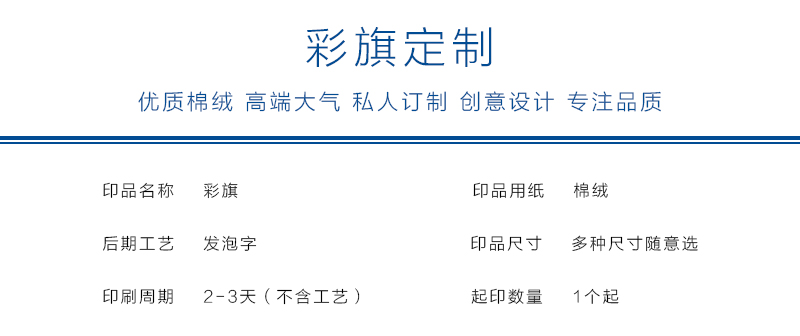 彩旗定制
优质棉绒 高端大气 私人订制 创意设计 专注品质
印品名称 彩旗 印品用纸 棉绒
后期工艺 发泡字 印品尺寸 多种尺寸随意选
印刷周期 2-3天（不含工艺） 起印数量 1个起